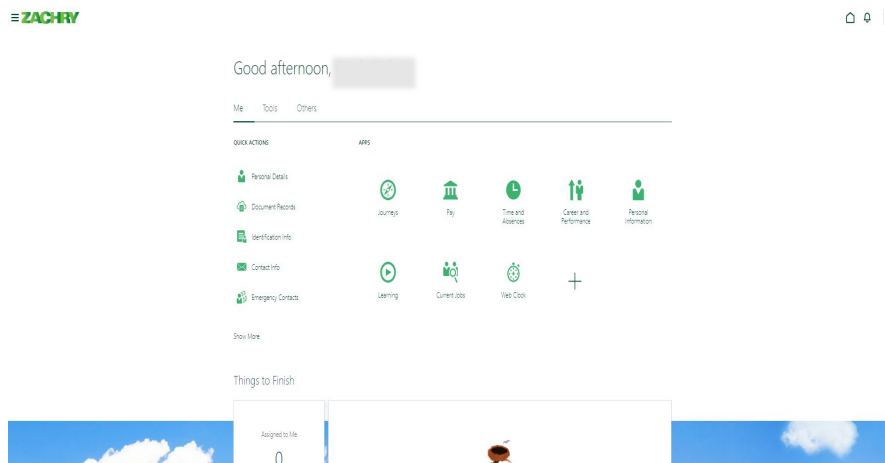 ZACHRY
Good afternoon,
Me Tools Others
QUICK ACTIONS
APPS
Personal Details
Document Records
Identification Info
Contact Info
Emergency Contacts
Show More
Journeys
Pay
Time and
Absences
Career and
Performance
Personal
Information
Learning
Current Jobs
Web Clock
Things to Finish
Assigned to Me
0